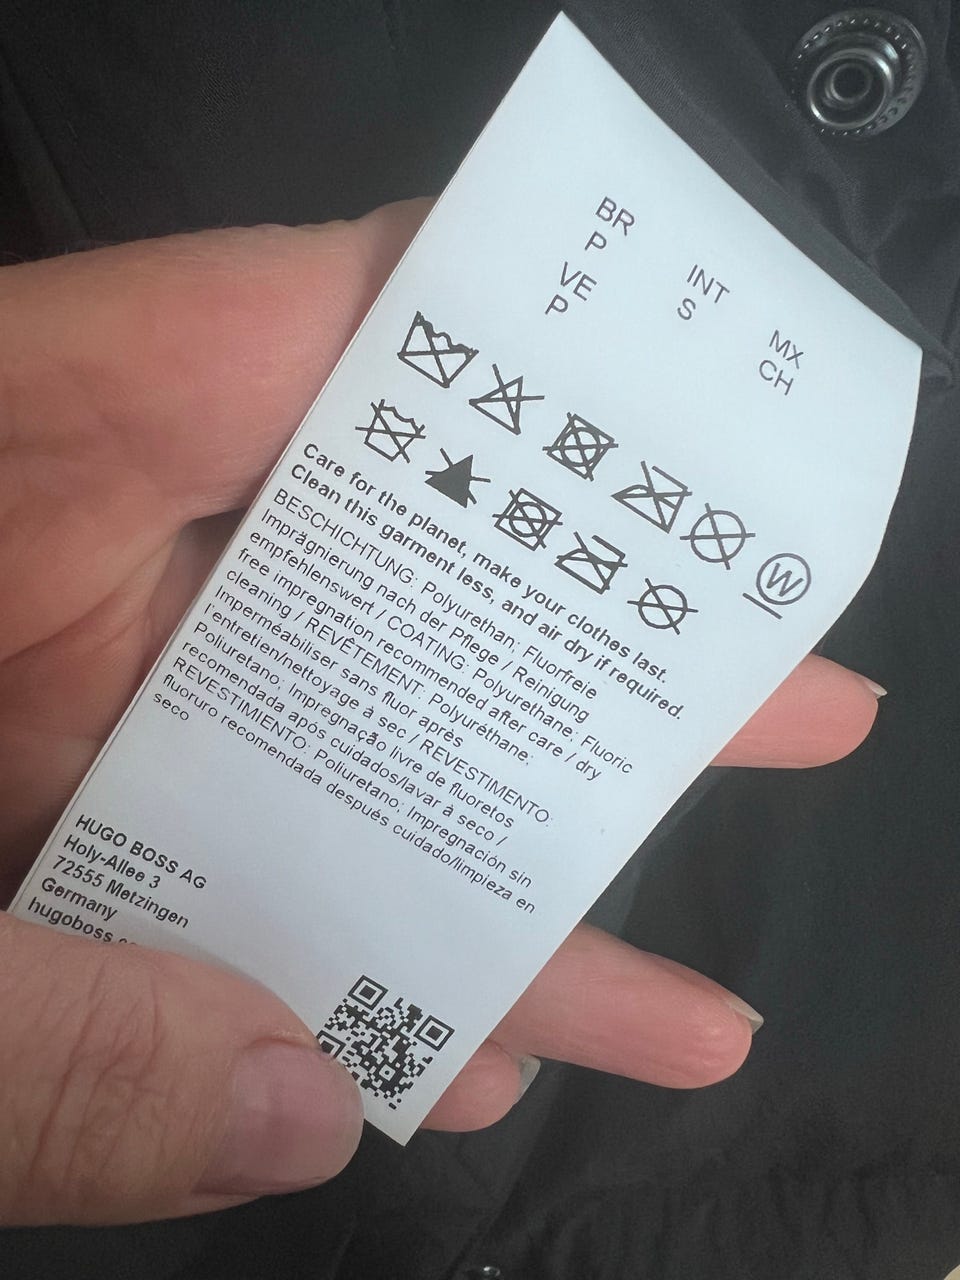 BR
P
VE
P
INT
S
MX
CH
W
Care for the planet, make your clothes last.
Clean this garment less, and air dry if required.
BESCHICHTUNG: Polyurethan; Fluorfreie
Imprägnierung nach der Pflege / Reinigung
empfehlenswert / COATING: Polyurethane; Fluoric
free impregnation recommended after care / dry
cleaning / REVÊTEMENT: Polyuréthane;
Imperméabiliser sans fluor après
l'entretien/nettoyage à sec / REVESTIMENTO:
Poliuretano; Impregnação livre de fluoretos
recomendada após cuidados/lavar à seco /
REVESTIMIENTO: Poliuretano; Impregnación sin
fluoruro recomendada después cuidado/limpieza en
seco
HUGO BOSS AG
Holy-Allee 3
72555 Metzingen
Germany
hugoboss